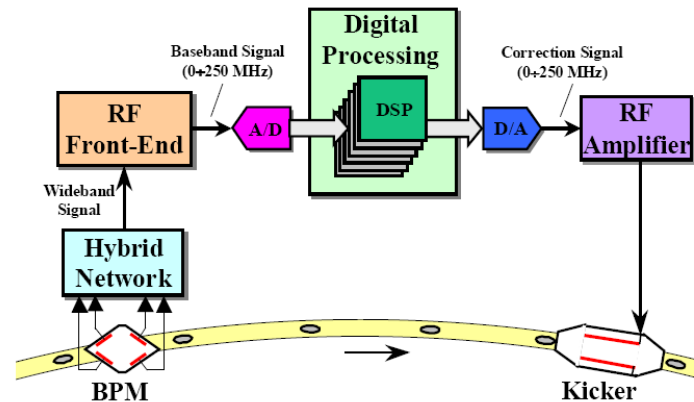 Baseband Signal
(0÷250 MHz)
Digital
Processing
Correction Signal
(0÷250 MHz)
RF
Front-End
A/D
DSP
D/A
RF
Amplifier
Wideband
Signal
Hybrid
Network
BPM
Kicker